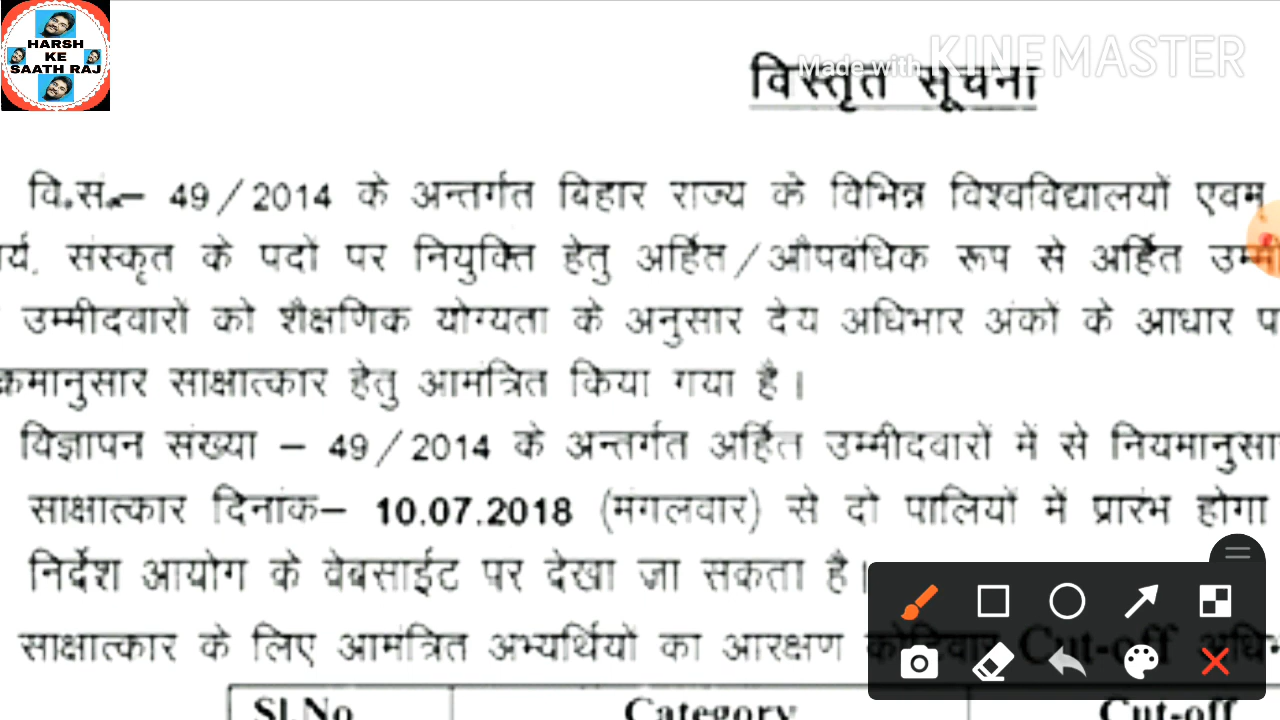 HARSH
KE
SAATH RAJ
Made with KINEMASTER
विस्तृत सूचना
वि.सं.– 49/2014 के अन्तर्गत बिहार राज्य के विभिन्न विश्वविद्यालयों एवम्
संस्कृत के पदों पर नियुक्ति हेतु अर्हित/औपबंधिक रूप से अर्हित
उम्मीदवारों को शैक्षणिक योग्यता के अनुसार देय अधिभार अंकों के आधार
क्रमानुसार साक्षात्कार हेतु आमंत्रित किया गया है।
विज्ञापन संख्या – 49/2014 के अन्तर्गत अर्हित उम्मीदवारों में से नियमानुसा
साक्षात्कार दिनांक– 10.07.2018 (मंगलवार) से दो पालियों में प्रारंभ होगा
निर्देश आयोग के वेबसाईट पर देखा जा सकता है।
साक्षात्कार के लिए आमंत्रित अभ्यर्थियों का आरक्षण कोटिवार Cut-off
Sl.No Category Cut-off